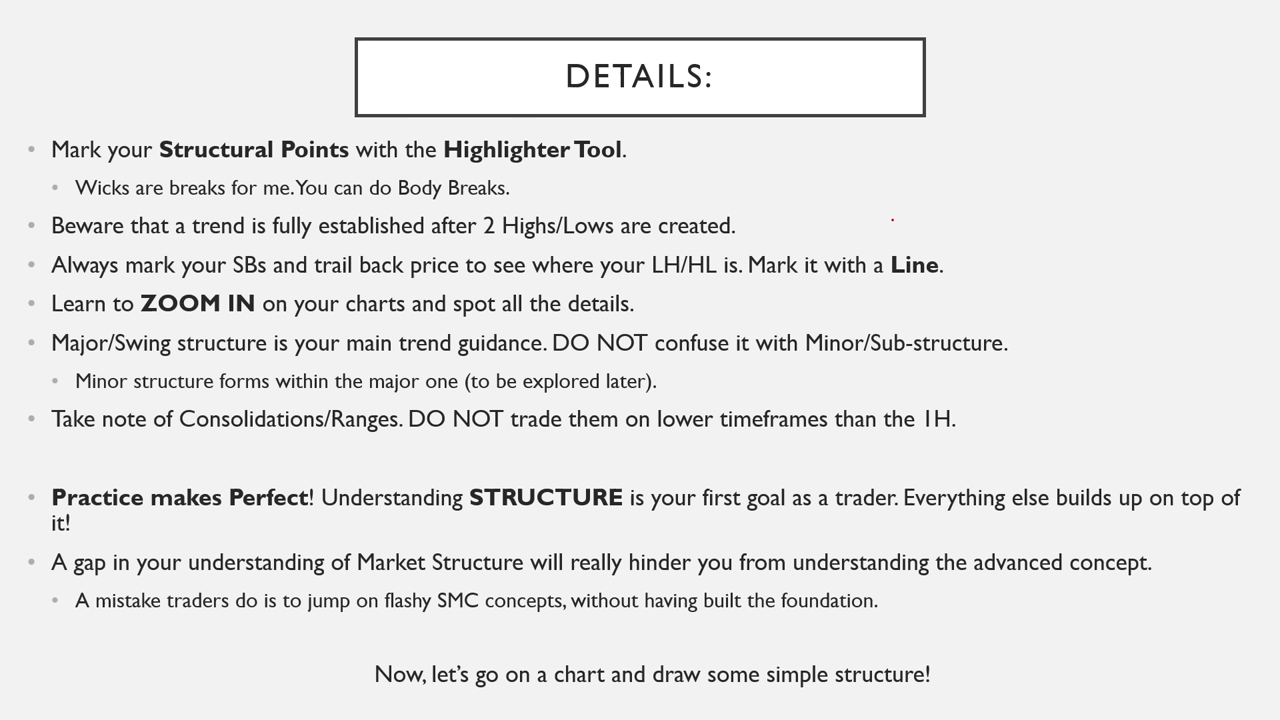 DETAILS:
• Mark your Structural Points with the Highlighter Tool.
• Wicks are breaks for me. You can do Body Breaks.
• Beware that a trend is fully established after 2 Highs/Lows are created.
• Always mark your SBs and trail back price to see where your LH/HL is. Mark it with a Line.
• Learn to ZOOM IN on your charts and spot all the details.
• Major/Swing structure is your main trend guidance. DO NOT confuse it with Minor/Sub-structure.
• Minor structure forms within the major one (to be explored later).
• Take note of Consolidations/Ranges. DO NOT trade them on lower timeframes than the 1H.
• Practice makes Perfect! Understanding STRUCTURE is your first goal as a trader. Everything else builds up on top of
it!
• A gap in your understanding of Market Structure will really hinder you from understanding the advanced concept.
• A mistake traders do is to jump on flashy SMC concepts, without having built the foundation.
Now, let's go on a chart and draw some simple structure!